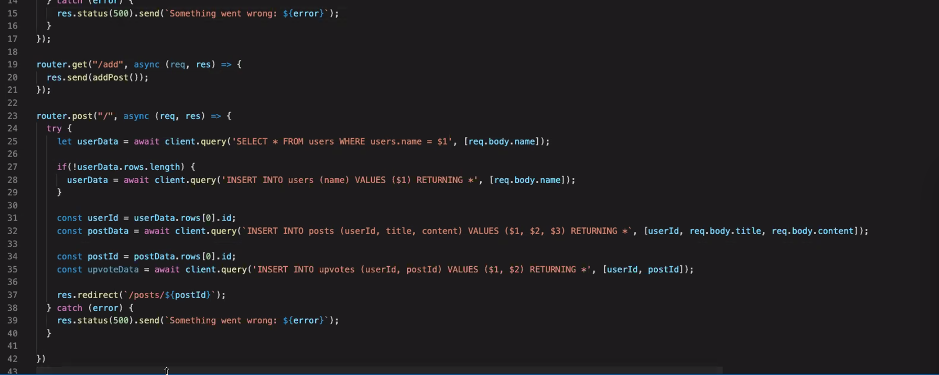 14 } catch (error) {
15 res.status(500).send(`Something went wrong: ${error}`);
16 }
17 });
18
19 router.get("/add", async (req, res) => {
20 res.send(addPost());
21 });
22
23 router.post("/", async (req, res) => {
24 try {
25 let userData = await client.query('SELECT * FROM users WHERE users.name = $1', [req.body.name]);
26
27 if(!userData.rows.length) {
28 userData = await client.query('INSERT INTO users (name) VALUES ($1) RETURNING *', [req.body.name]);
29 }
30
31 const userId = userData.rows[0].id;
32 const postData = await client.query(`INSERT INTO posts (userId, title, content) VALUES ($1, $2, $3) RETURNING *`, [userId, req.body.title, req.body.content]);
33
34 const postId = postData.rows[0].id;
35 const upvoteData = await client.query('INSERT INTO upvotes (userId, postId) VALUES ($1, $2) RETURNING *', [userId, postId]);
36
37 res.redirect(`/posts/${postId}`);
38 } catch (error) {
39 res.status(500).send(`Something went wrong: ${error}`);
40 }
41
42 })
43